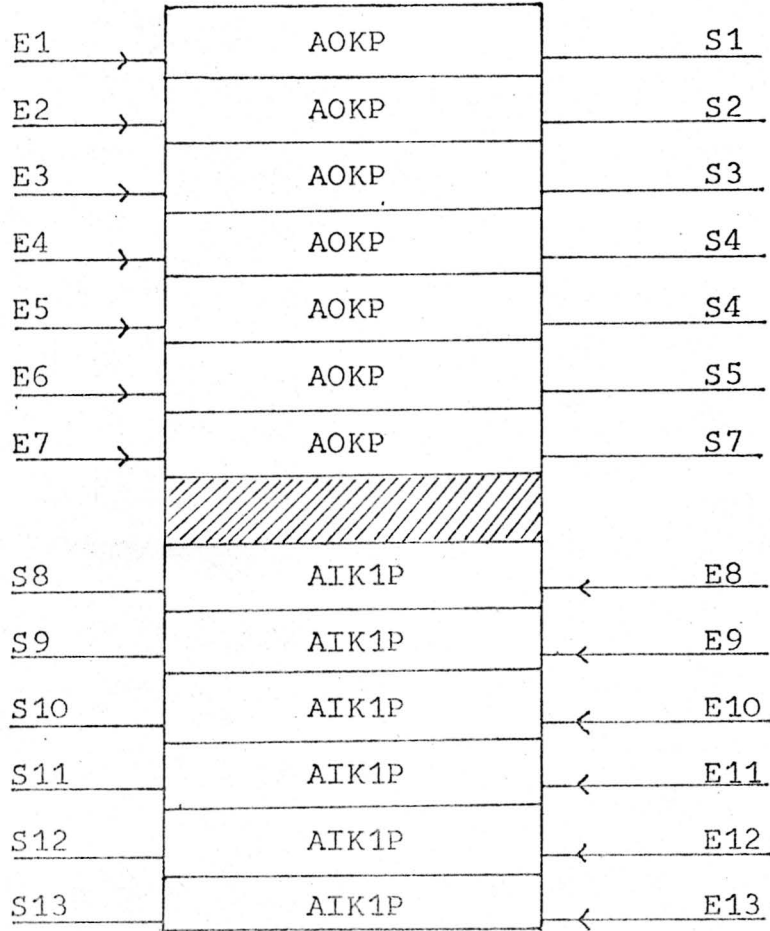 E1 AOKP S1
E2 AOKP S2
E3 AOKP S3
E4 AOKP S4
E5 AOKP S4
E6 AOKP S5
E7 AOKP S7
S8 AIK1P E8
S9 AIK1P E9
S10 AIK1P E10
S11 AIK1P E11
S12 AIK1P E12
S13 AIK1P E13